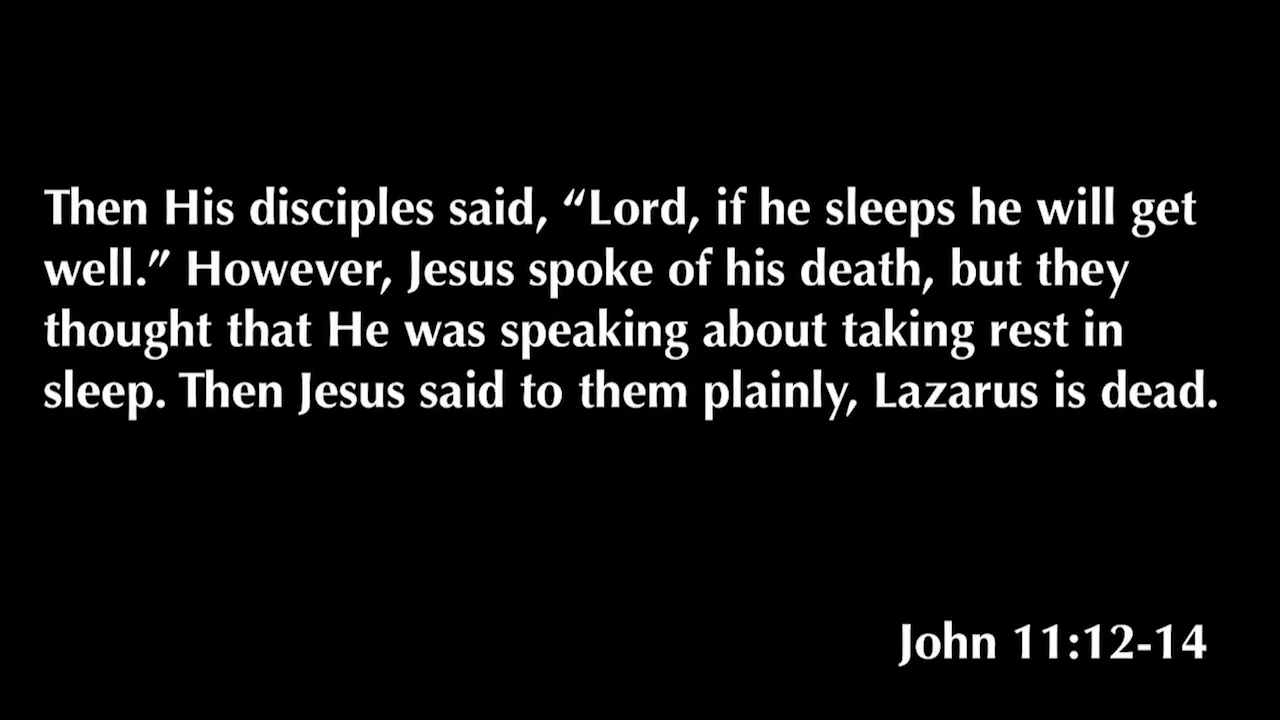 Then His disciples said, “Lord, if he sleeps he will get
well.” However, Jesus spoke of his death, but they
thought that He was speaking about taking rest in
sleep. Then Jesus said to them plainly, Lazarus is dead.
John 11:12-14